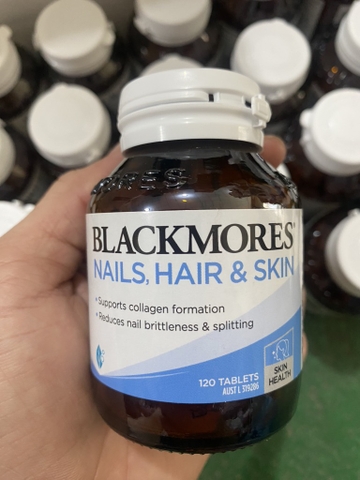 BLACKMORES®
NAILS, HAIR & SKIN
• Supports collagen formation
• Reduces nail brittleness & splitting
120 TABLETS
AUST L 319286
SKIN
HEALTH